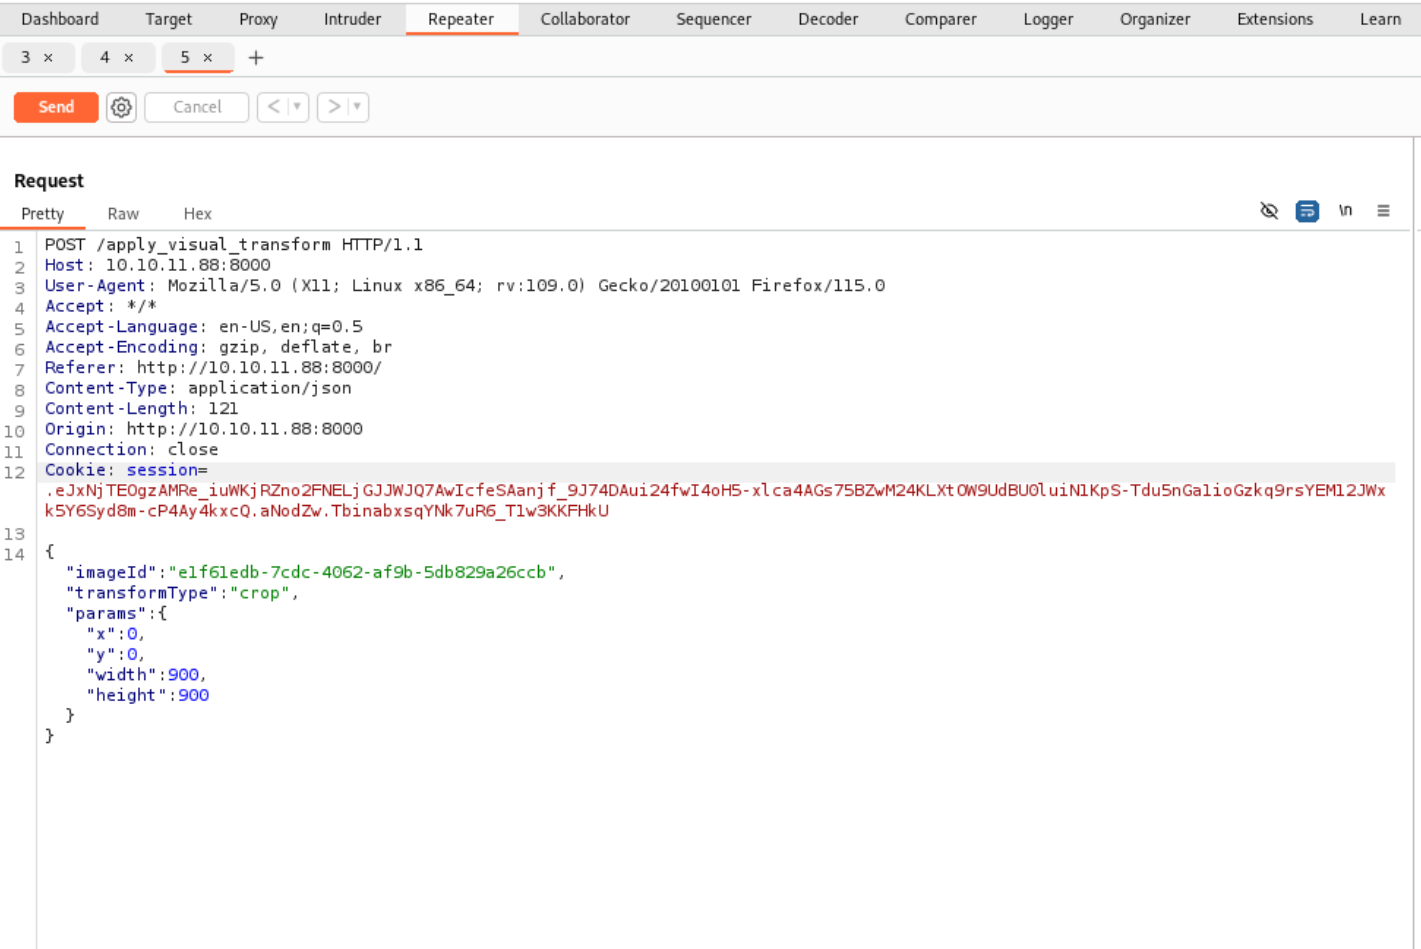 Dashboard Target Proxy Intruder Repeater Collaborator Sequencer Decoder Comparer Logger Organizer Extensions Learn
3 × 4 × 5 × +
Send Cancel < >
Request
Pretty Raw Hex \n
1 POST /apply_visual_transform HTTP/1.1
2 Host: 10.10.11.88:8000
3 User-Agent: Mozilla/5.0 (X11; Linux x86_64; rv:109.0) Gecko/20100101 Firefox/115.0
4 Accept: */*
5 Accept-Language: en-US,en;q=0.5
6 Accept-Encoding: gzip, deflate, br
7 Referer: http://10.10.11.88:8000/
8 Content-Type: application/json
9 Content-Length: 121
10 Origin: http://10.10.11.88:8000
11 Connection: close
12 Cookie: session=
.eJxNjTEOgzAMRe_iuWKjRZno2FNELjGJJWJQ7AwIcfeSAanjf_9J74DAui24fwI4oH5-xlca4AGs75BZwM24KLXtOW9UdBU0luiN1KpS-Tdu5nGa1ioGzkq9rsYEM12JWx
k5Y6Syd8m-cP4Ay4kxcQ.aNodZw.TbinabxsqYNk7uR6_T1w3KKFHkU
13
14 {
"imageId":"e1f61edb-7cdc-4062-af9b-5db829a26ccb",
"transformType":"crop",
"params":{
"x":0,
"y":0,
"width":900,
"height":900
}
}